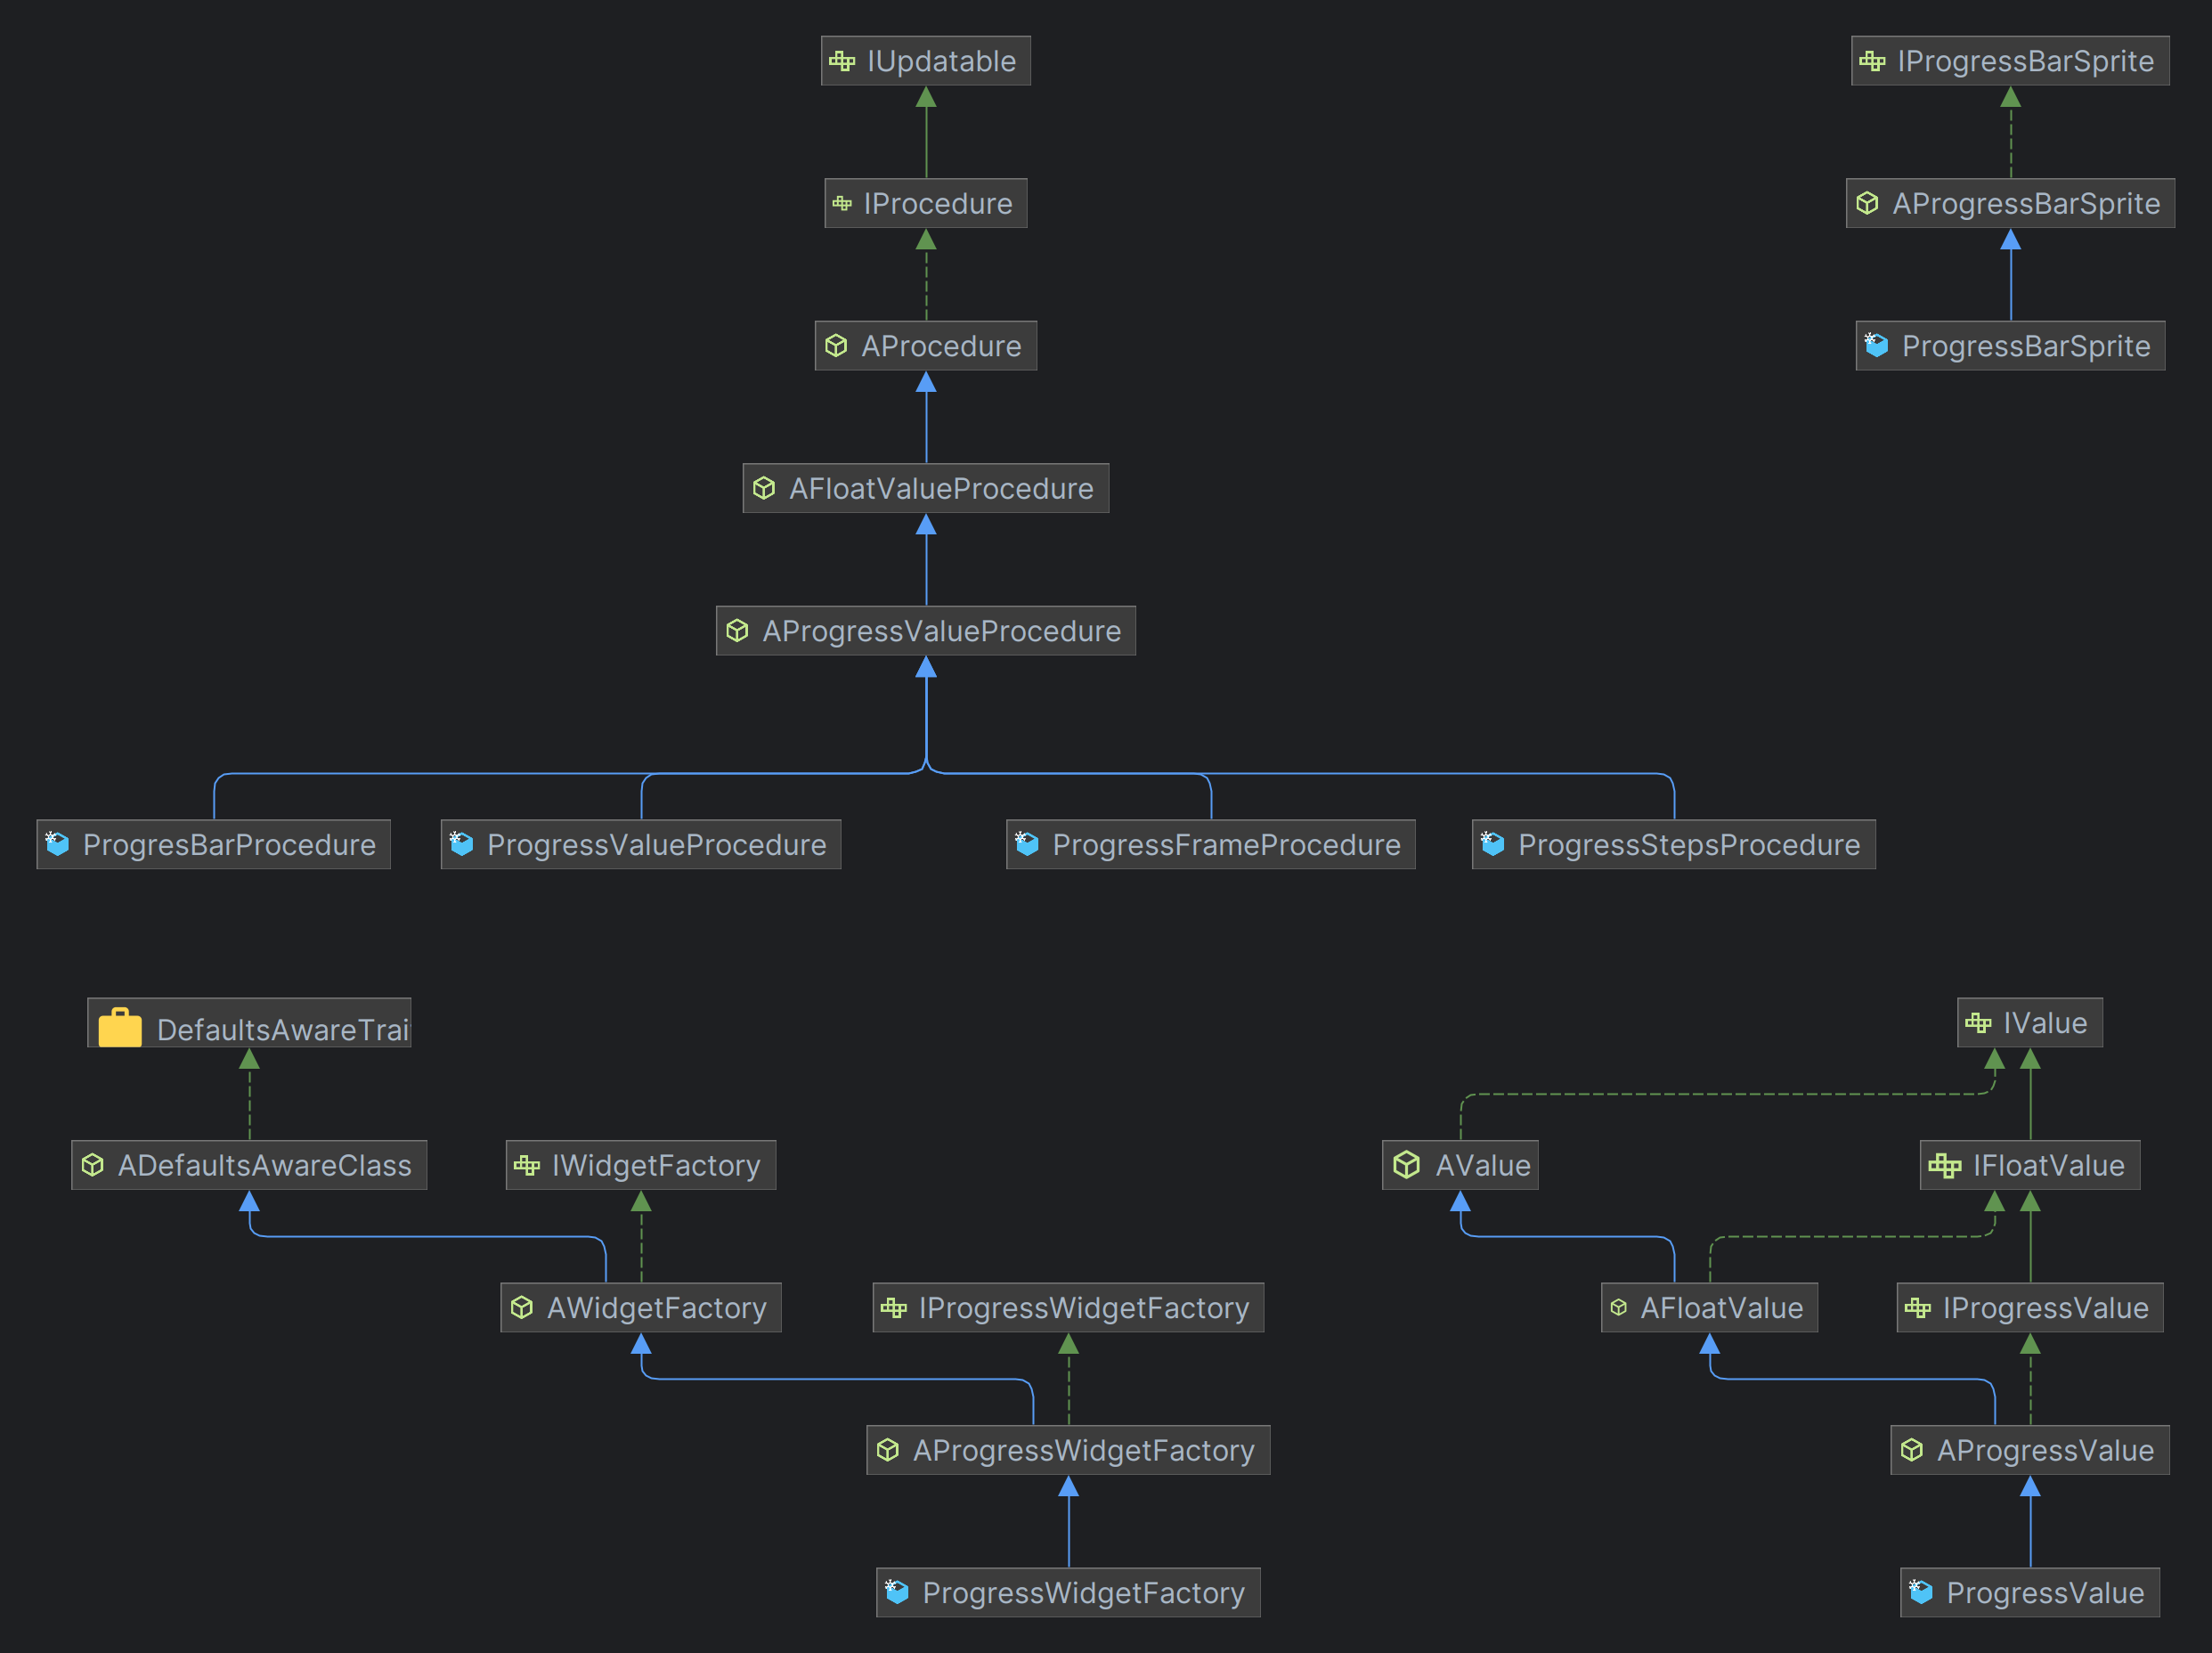 IUpdatable
IProgressBarSprite
IProcedure
AProgressBarSprite
AProcedure
ProgressBarSprite
AFloatValueProcedure
AProgressValueProcedure
ProgresBarProcedure
ProgressValueProcedure
ProgressFrameProcedure
ProgressStepsProcedure
DefaultsAwareTrai
IValue
ADefaultsAwareClass
IWidgetFactory
AValue
IFloatValue
AWidgetFactory
IProgressWidgetFactory
AFloatValue
IProgressValue
AProgressWidgetFactory
AProgressValue
ProgressWidgetFactory
ProgressValue